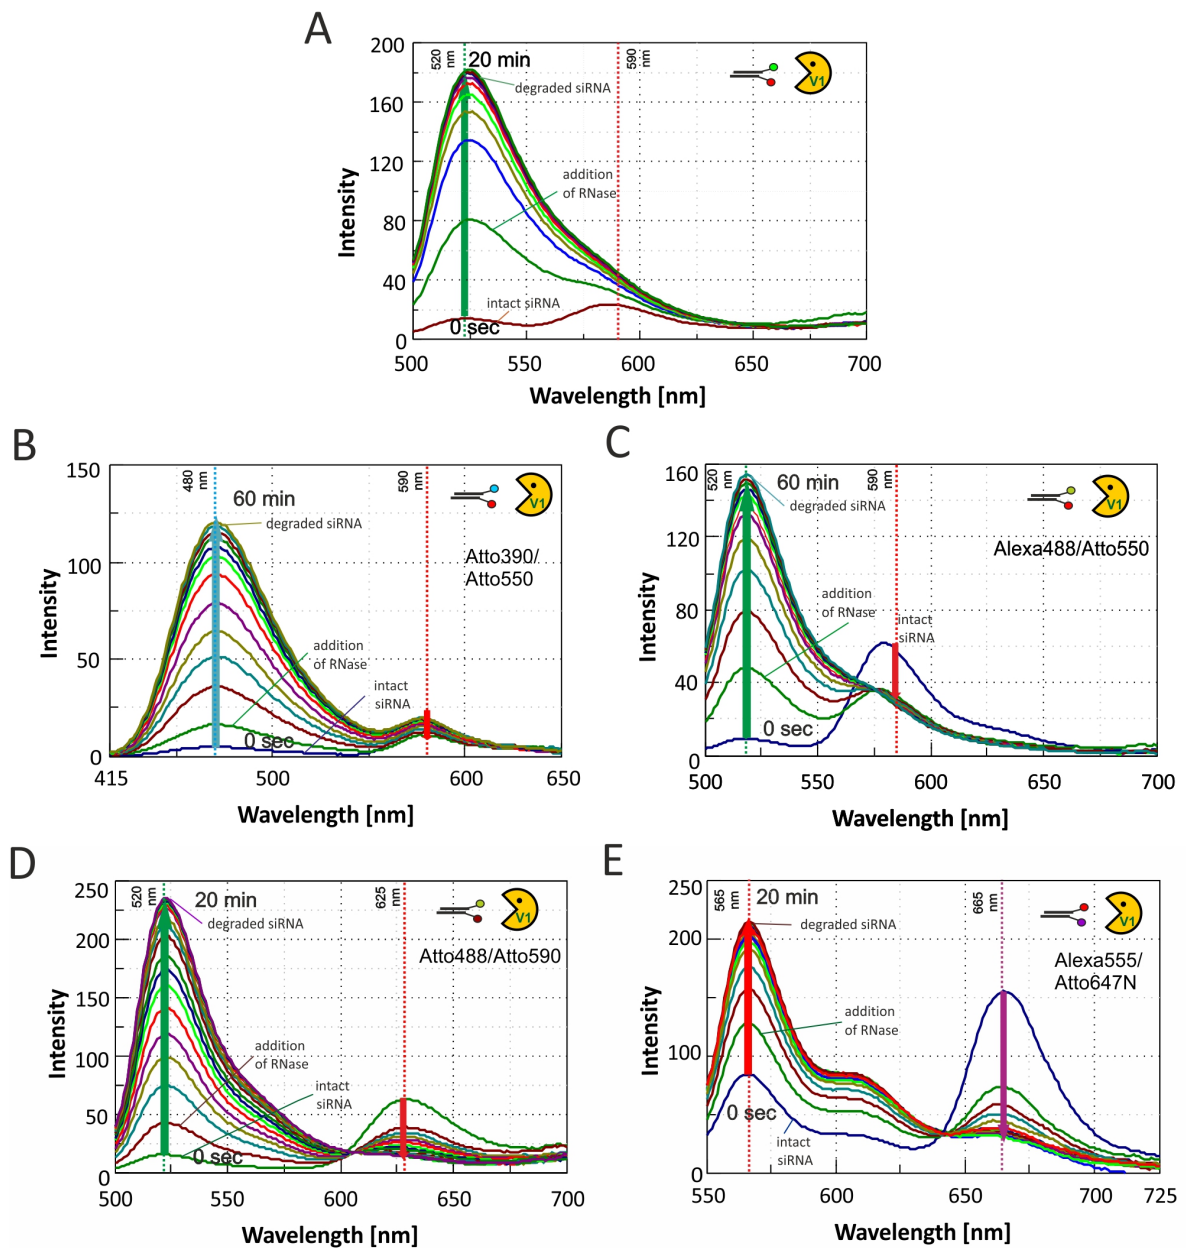 A
200
160
120
80
40
0
Intensity
520
nm
20 min
590
nm
degraded siRNA
V1
addition
of RNase
intact siRNA
0 sec
500
550
600
650
700
Wavelength [nm]
B
150
100
50
0
Intensity
480
nm
60 min
590
nm
degraded siRNA
V1
Atto390/
Atto550
addition
of RNase
intact
siRNA
0 sec
415
500
600
650
Wavelength [nm]
C
160
120
80
40
0
Intensity
520
nm
60 min
590
nm
degraded siRNA
V1
Alexa488/Atto550
addition
of RNase
intact
siRNA
0 sec
500
550
600
650
700
Wavelength [nm]
D
250
200
150
100
50
0
Intensity
520
nm
20 min
625
nm
degraded siRNA
V1
Atto488/Atto590
addition
of RNase
intact
siRNA
0 sec
500
550
600
650
700
Wavelength [nm]
E
250
200
100
0
Intensity
565
nm
20 min
665
nm
degraded siRNA
V1
Alexa555/
Atto647N
addition
of RNase
0 sec
intact
siRNA
550
600
650
700
725
Wavelength [nm]